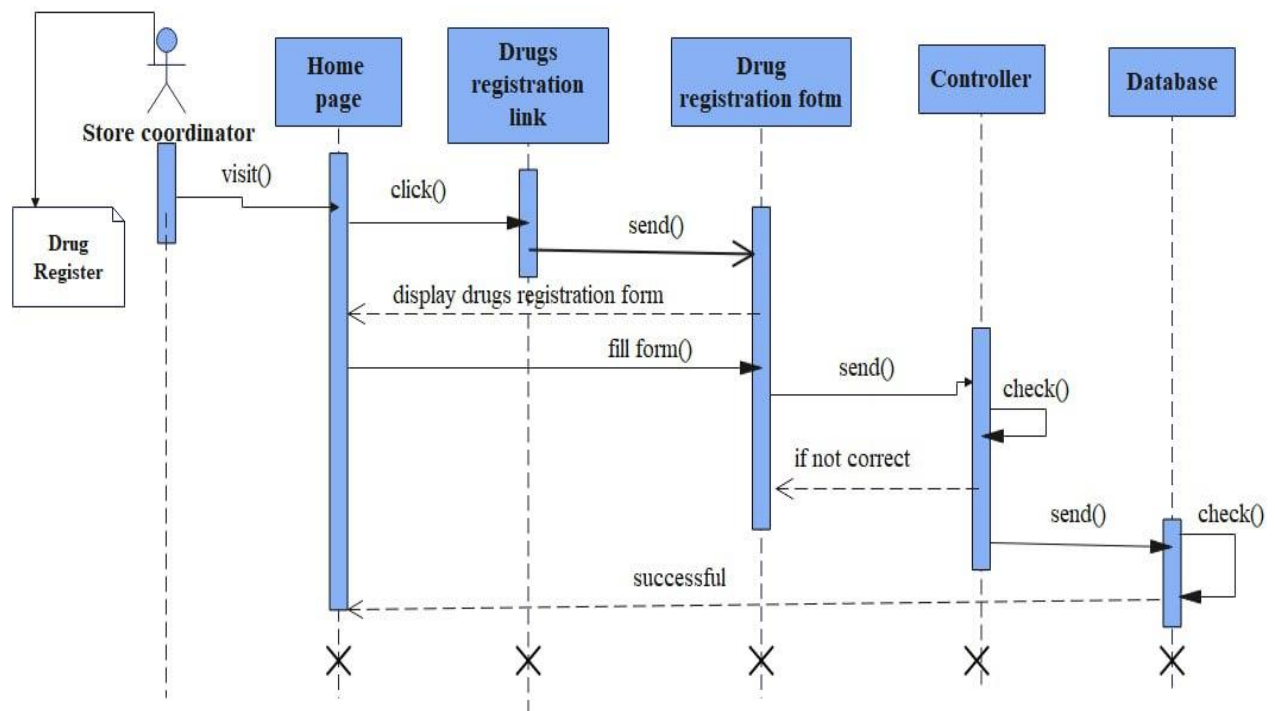 Home
page
Drugs
registration
link
Drug
registration fotm
Controller
Database
Store coordinator
visit()
click()
send()
Drug
Register
display drugs registration form
fill form()
send()
check()
if not correct
send()
check()
successful